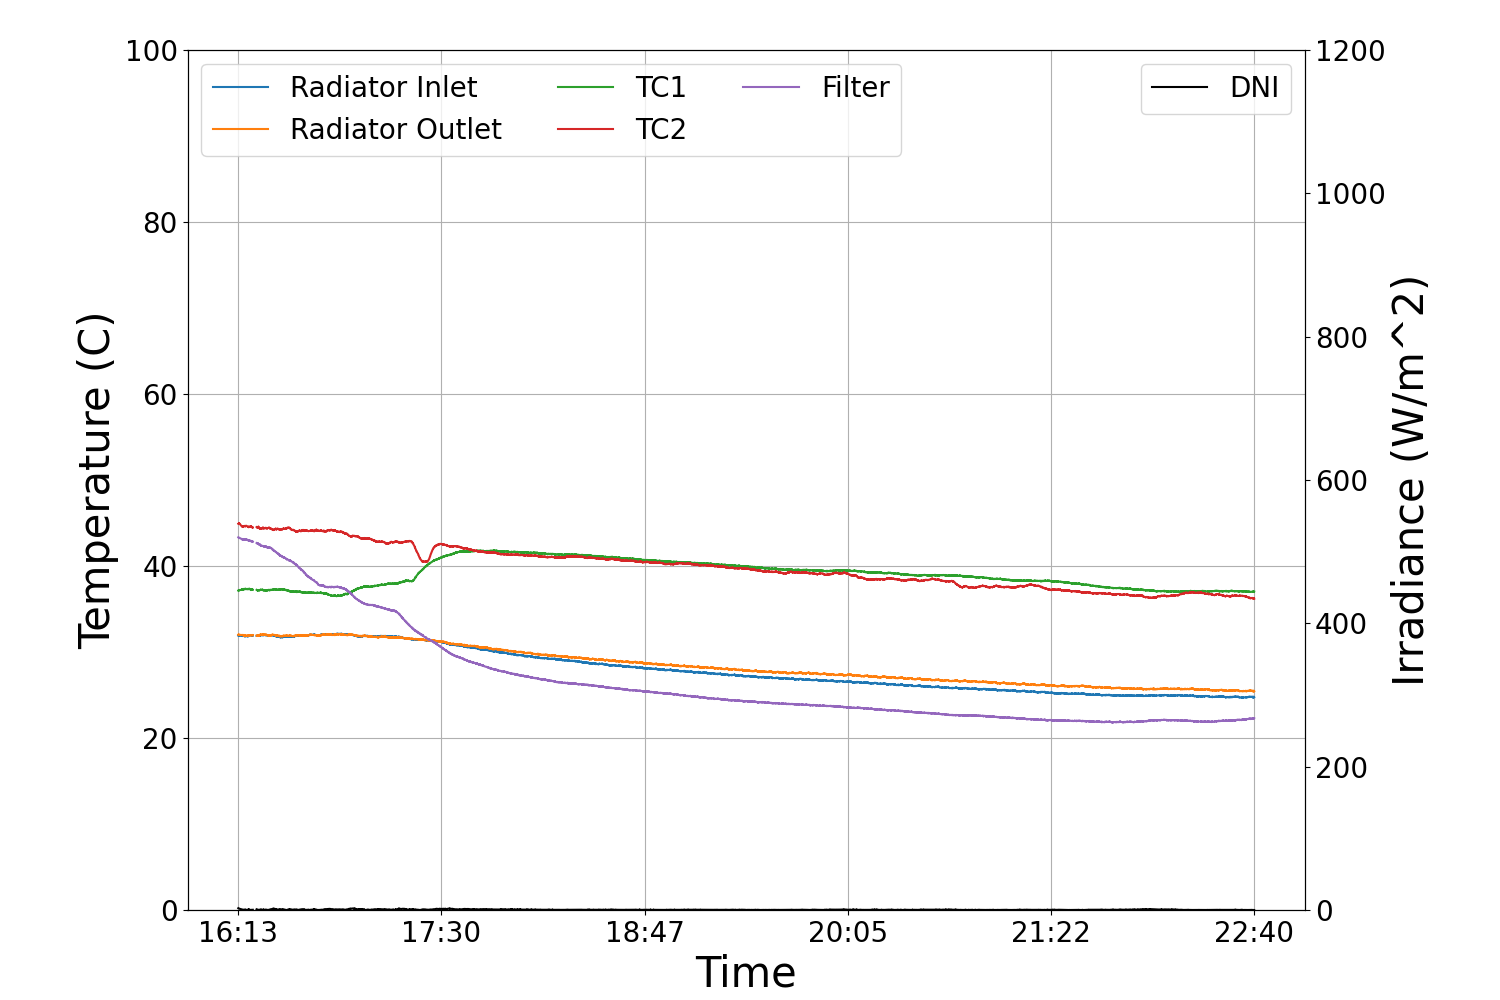 Radiator Inlet
Radiator Outlet
TC1
TC2
Filter
DNI
Temperature (C)
100
80
60
40
20
0
1200
1000
800
600
400
200
0
Irradiance (W/m^2)
16:13 17:30 18:47 20:05 21:22 22:40
Time